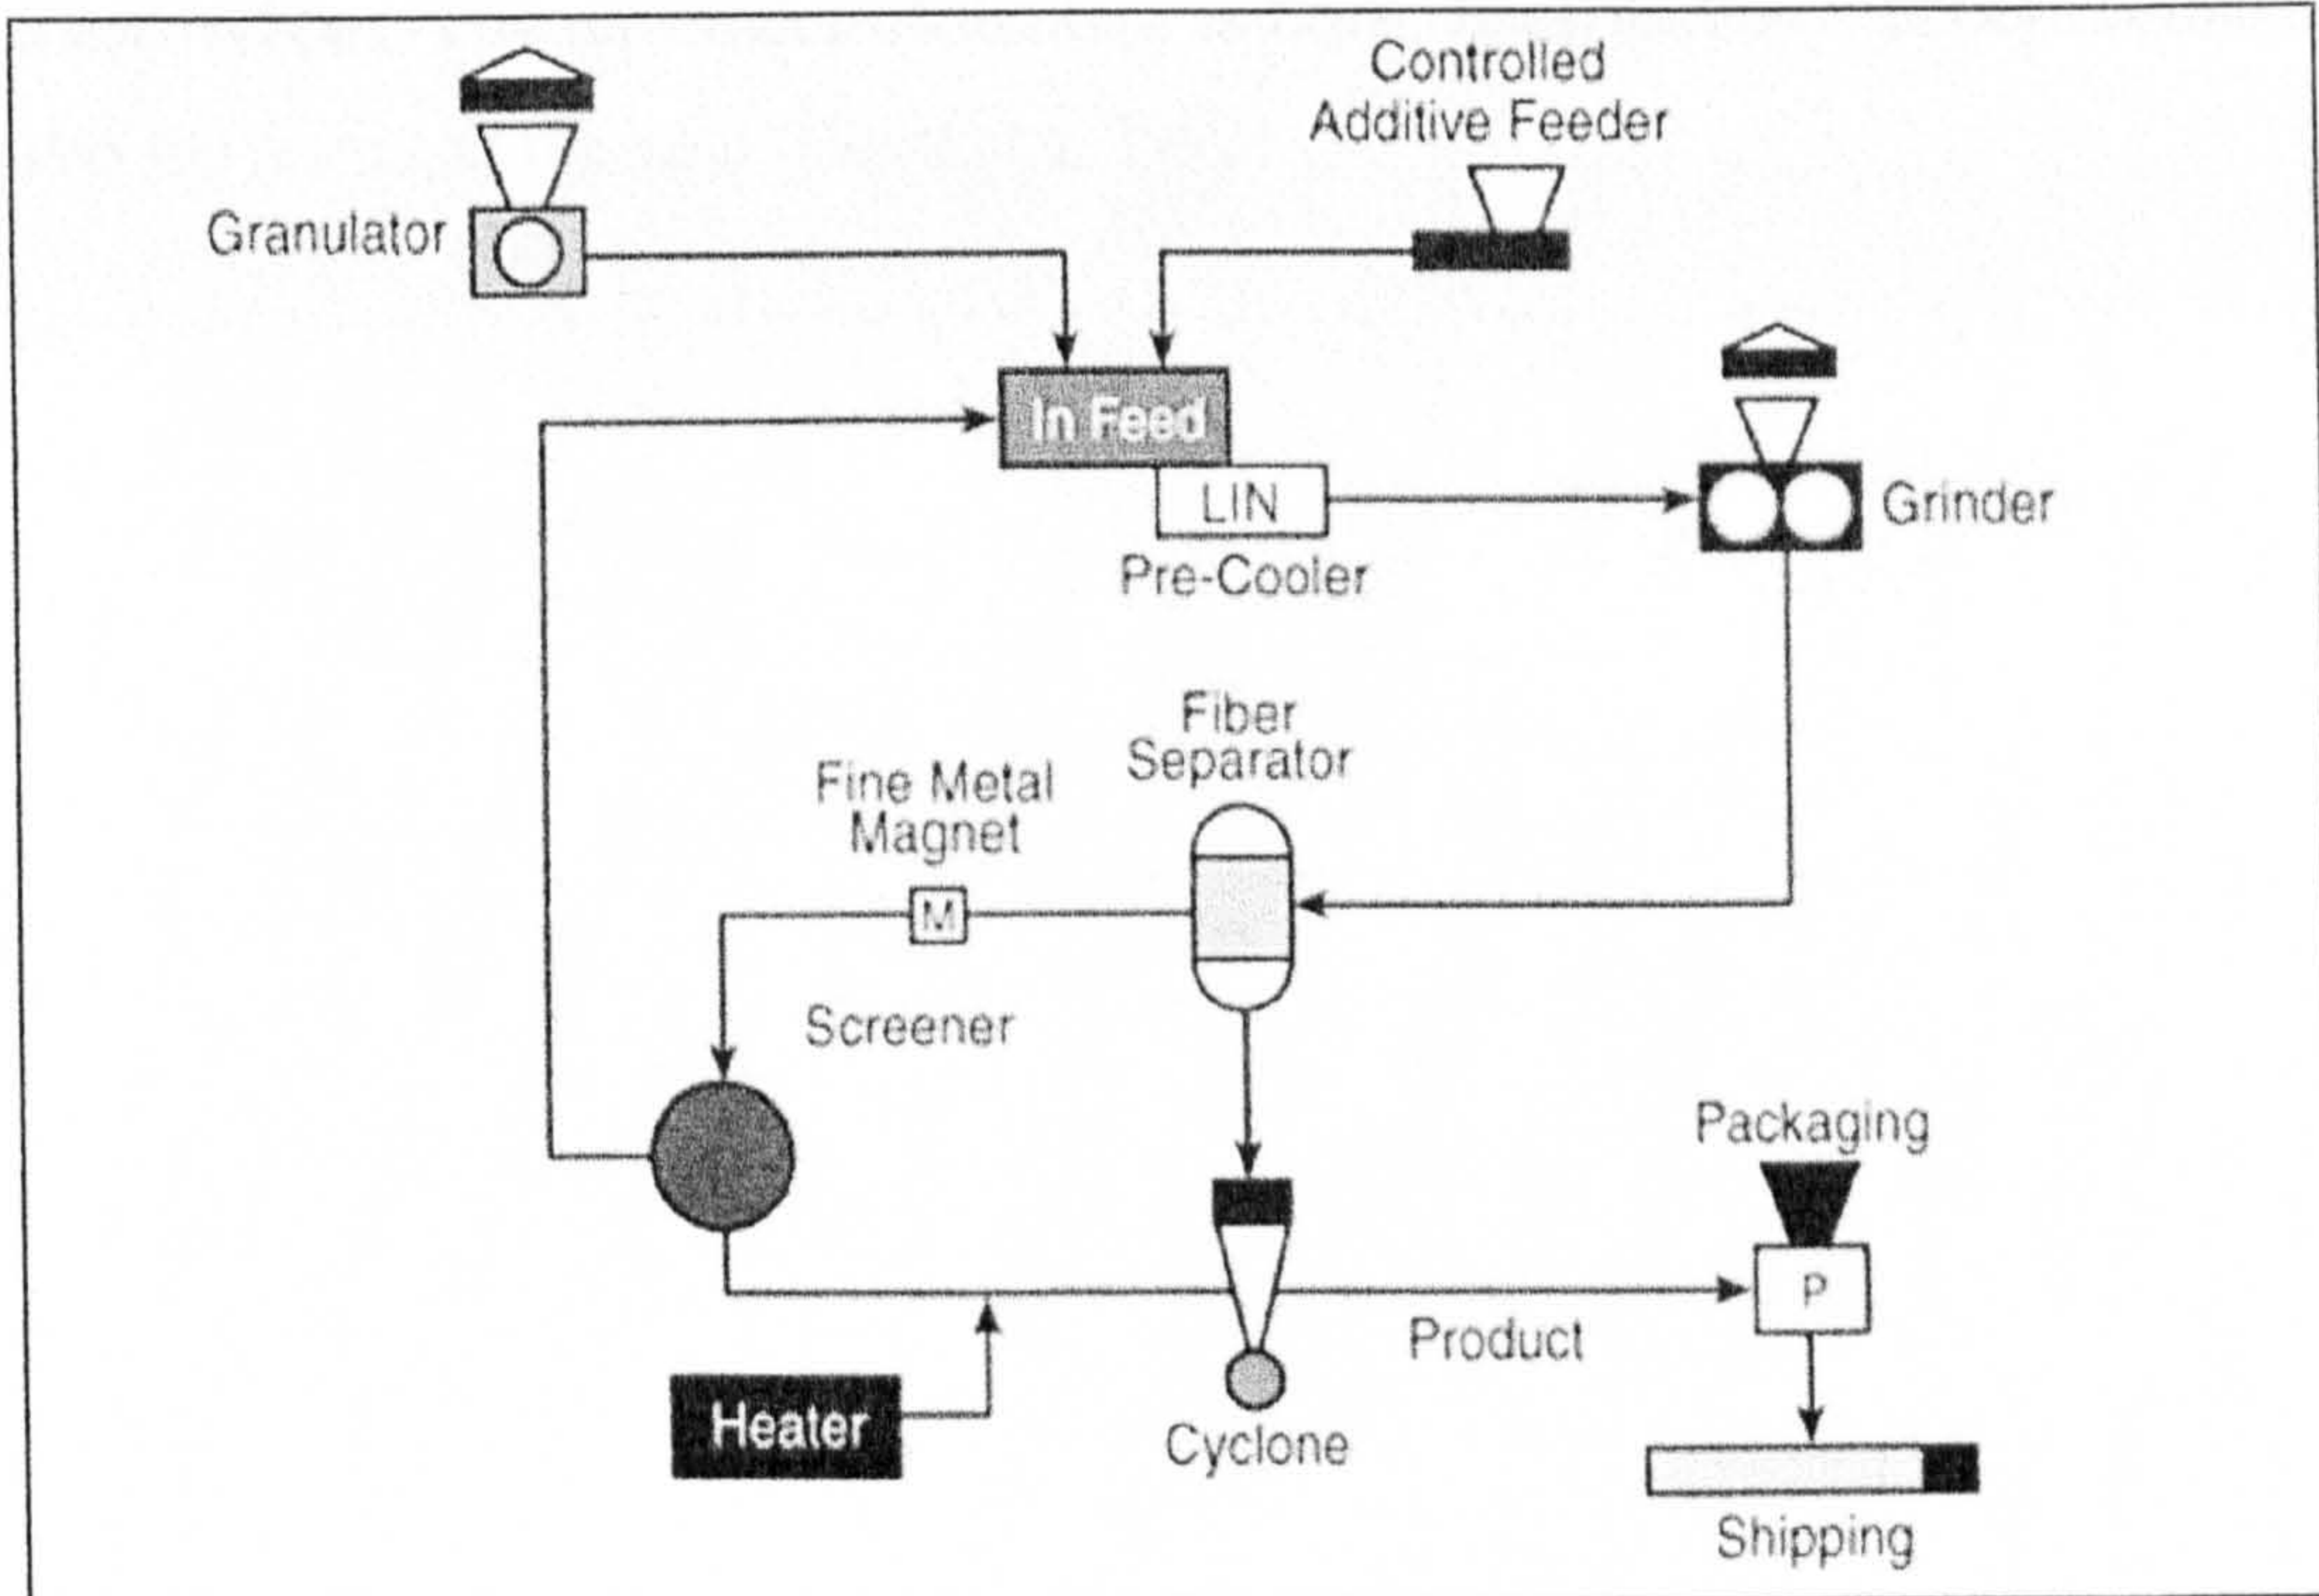 Controlled
Additive Feeder
Granulator
In Feed
LIN
Pre-Cooler
Grinder
Fiber
Separator
Fine Metal
Magnet
M
Screener
Packaging
P
Product
Heater
Cyclone
Shipping